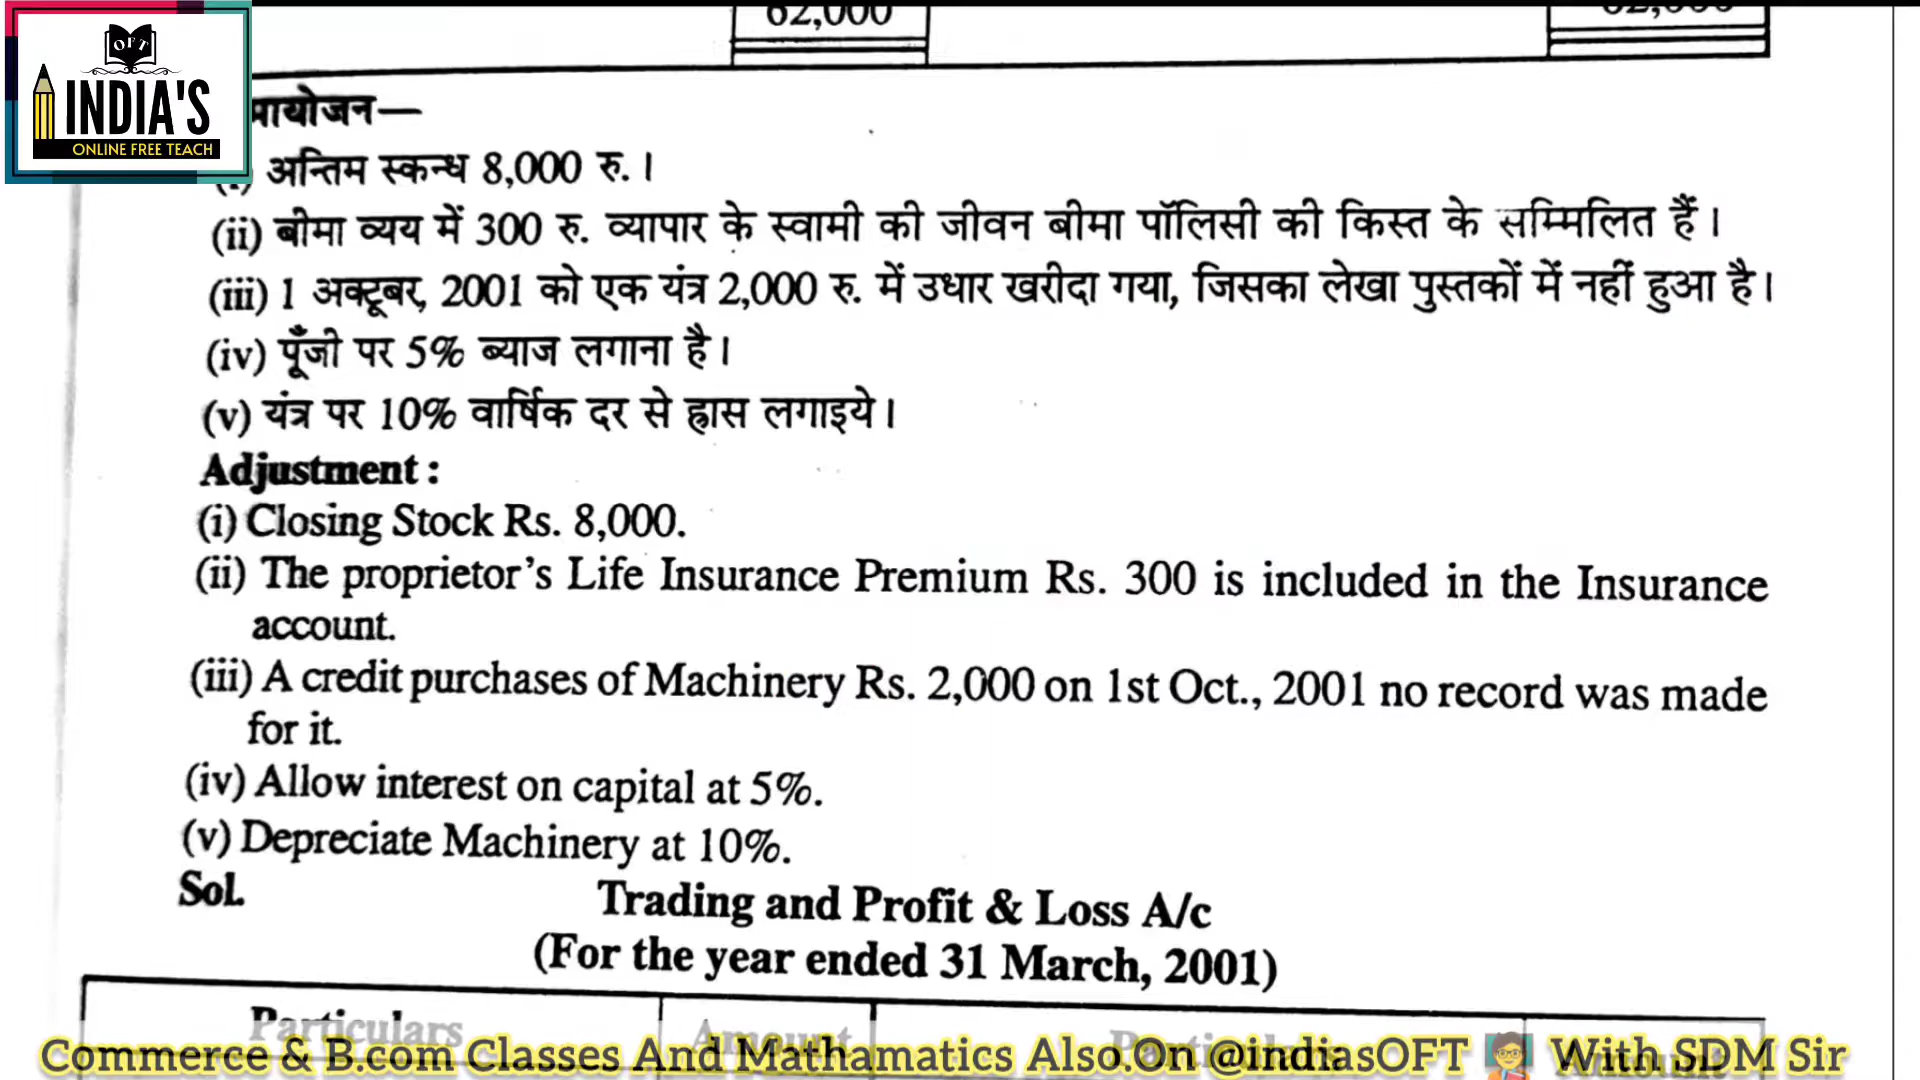 62,000
OFT
INDIA'S
ONLINE FREE TEACH
अन्तिम स्कन्ध 8,000 रु. ।
(ii) बीमा व्यय में 300 रु. व्यापार के स्वामी की जीवन बीमा पॉलिसी की किस्त के सम्मिलित हैं ।
(iii) 1 अक्टूबर, 2001 को एक यंत्र 2,000 रु. में उधार खरीदा गया, जिसका लेखा पुस्तकों में नहीं हुआ है ।
(iv) पूँजी पर 5% ब्याज लगाना है ।
(v) यंत्र पर 10% वार्षिक दर से ह्रास लगाइये ।
Adjustment :
(i) Closing Stock Rs. 8,000.
(ii) The proprietor's Life Insurance Premium Rs. 300 is included in the Insurance
account.
(iii) A credit purchases of Machinery Rs. 2,000 on 1st Oct., 2001 no record was made
for it.
(iv) Allow interest on capital at 5%.
(v) Depreciate Machinery at 10%.
Sol. Trading and Profit & Loss A/c
(For the year ended 31 March, 2001)
Particulars Amount
Commerce & B.com Classes And Mathamatics Also.On @indiasOFT With SDM Sir